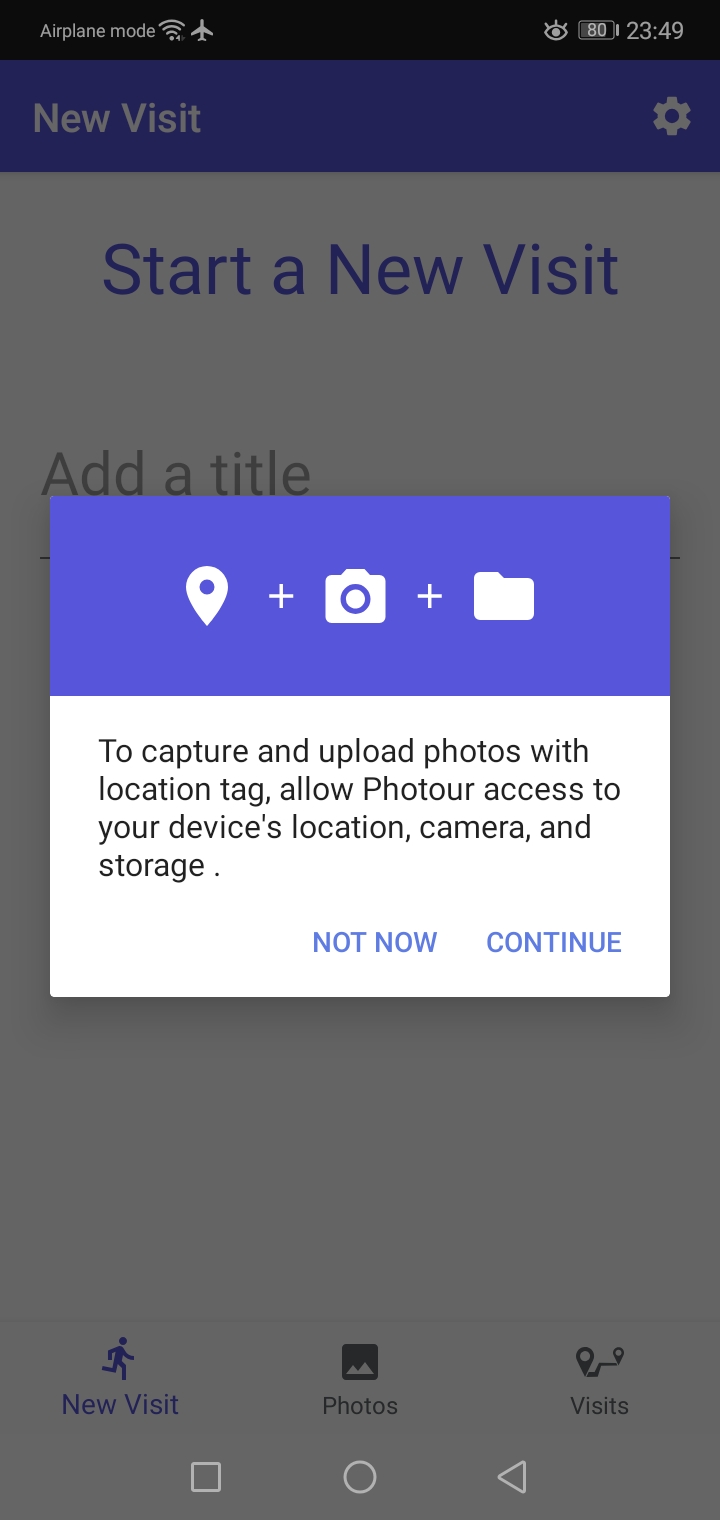 Airplane mode 80 23:49
New Visit
Start a New Visit
Add a title
+ +
To capture and upload photos with
location tag, allow Photour access to
your device's location, camera, and
storage .
NOT NOW CONTINUE
New Visit Photos Visits